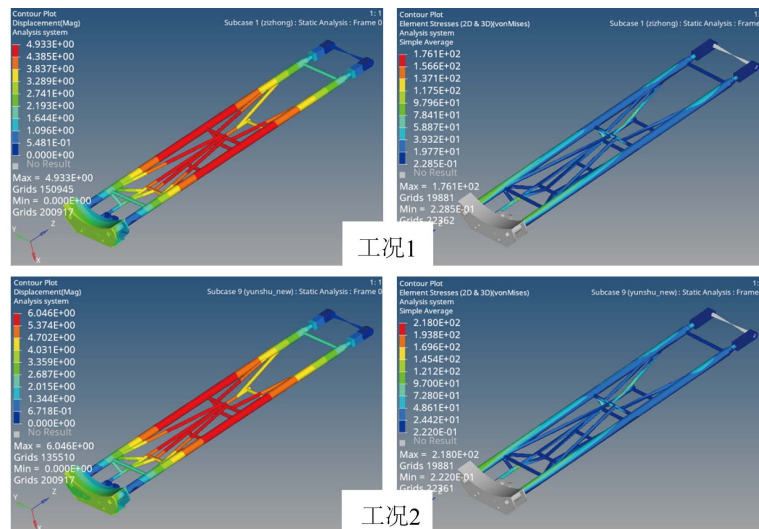 Contour Plot
Displacement(Mag)
Analysis system
1: 1
Subcase 1 (zizhong) : Static Analysis : Frame 0
4.933E+00
4.385E+00
3.837E+00
3.289E+00
2.741E+00
2.193E+00
1.644E+00
1.096E+00
5.481E-01
0.000E+00
No Result
Max = 4.933E+00
Grids 150945
Min = 0.000E+00
Grids 200917
Y
Z
X
Contour Plot
Element Stresses (2D & 3D)(vonMises)
Analysis system
Simple Average
1: 1
Subcase 1 (zizhong) : Static Analysis : Frame
1.761E+02
1.566E+02
1.371E+02
1.175E+02
9.796E+01
7.841E+01
5.887E+01
3.932E+01
1.977E+01
2.285E-01
No Result
Max = 1.761E+02
Grids 19881
Min = 2.285E-01
Grids 22362
Z
工况1
Contour Plot
Displacement(Mag)
Analysis system
1: 1
Subcase 9 (yunshu_new) : Static Analysis : Frame 0
6.046E+00
5.374E+00
4.702E+00
4.031E+00
3.359E+00
2.687E+00
2.015E+00
1.344E+00
6.718E-01
0.000E+00
No Result
Max = 6.046E+00
Grids 135510
Min = 0.000E+00
Grids 200917
Y
Z
X
Contour Plot
Element Stresses (2D & 3D)(vonMises)
Analysis system
Simple Average
1: 1
Subcase 9 (yunshu_new) : Static Analysis : Frame
2.180E+02
1.938E+02
1.696E+02
1.454E+02
1.212E+02
9.700E+01
7.280E+01
4.861E+01
2.442E+01
2.220E-01
No Result
Max = 2.180E+02
Grids 19881
Min = 2.220E-01
Grids 22361
Z
工况2